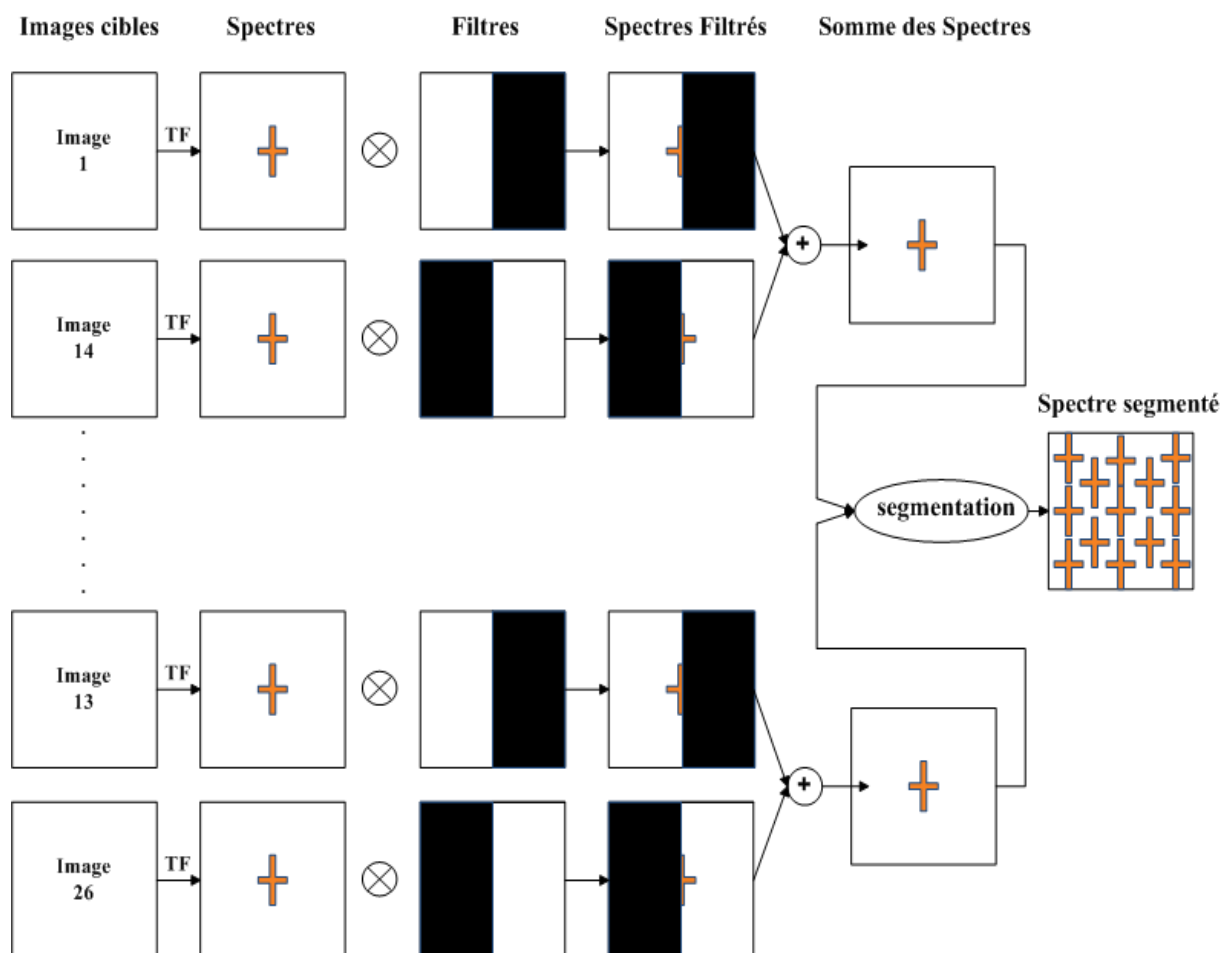 Images cibles Spectres Filtres Spectres Filtrés Somme des Spectres
Image
1
TF
+
Image
14
TF
Spectre segmenté
segmentation
Image
13
TF
+
Image
26
TF